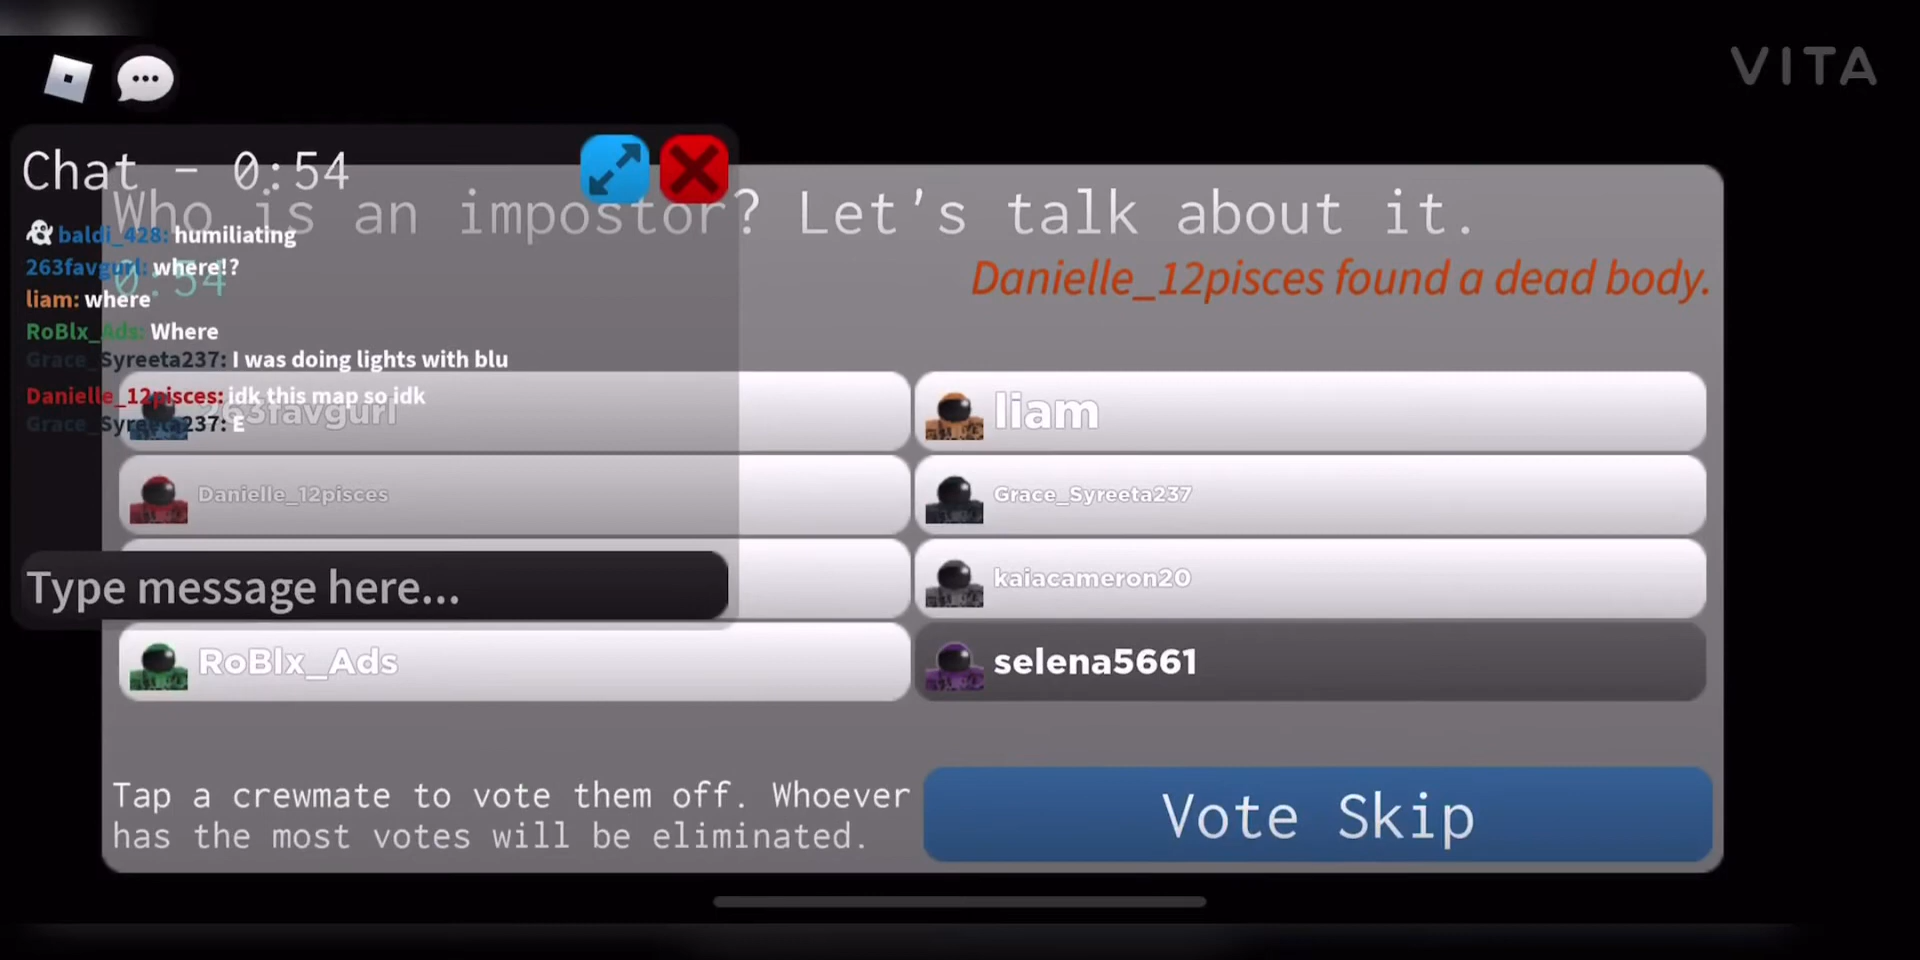 VITA
Chat - 0:54
Who is an impostor? Let's talk about it.
0:54
Danielle_12pisces found a dead body.
baldi_428: humiliating
263favgurl: where!?
liam: where
RoBlx_Ads: Where
Grace_Syreeta237: I was doing lights with blu
Danielle_12pisces: idk this map so idk
Grace_Syreeta237: E
263favgurl
liam
Danielle_12pisces
Grace_Syreeta237
Type message here...
kaiacameron20
RoBlx_Ads
selena5661
Tap a crewmate to vote them off. Whoever
has the most votes will be eliminated.
Vote Skip